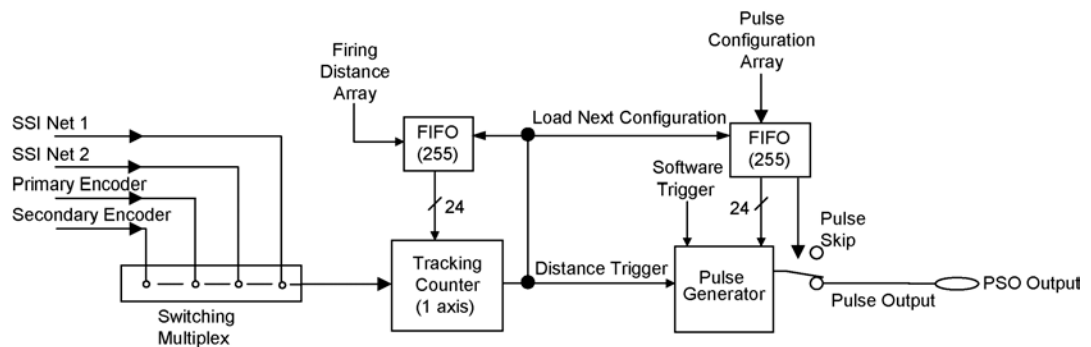 Pulse
Configuration
Array
Firing
Distance
Array
SSI Net 1
SSI Net 2
Primary Encoder
Secondary Encoder
FIFO
(255)
Load Next Configuration
FIFO
(255)
Software
Trigger
24
24
Pulse
Skip
Tracking
Counter
(1 axis)
Distance Trigger
Pulse
Generator
Pulse Output
PSO Output
Switching
Multiplex